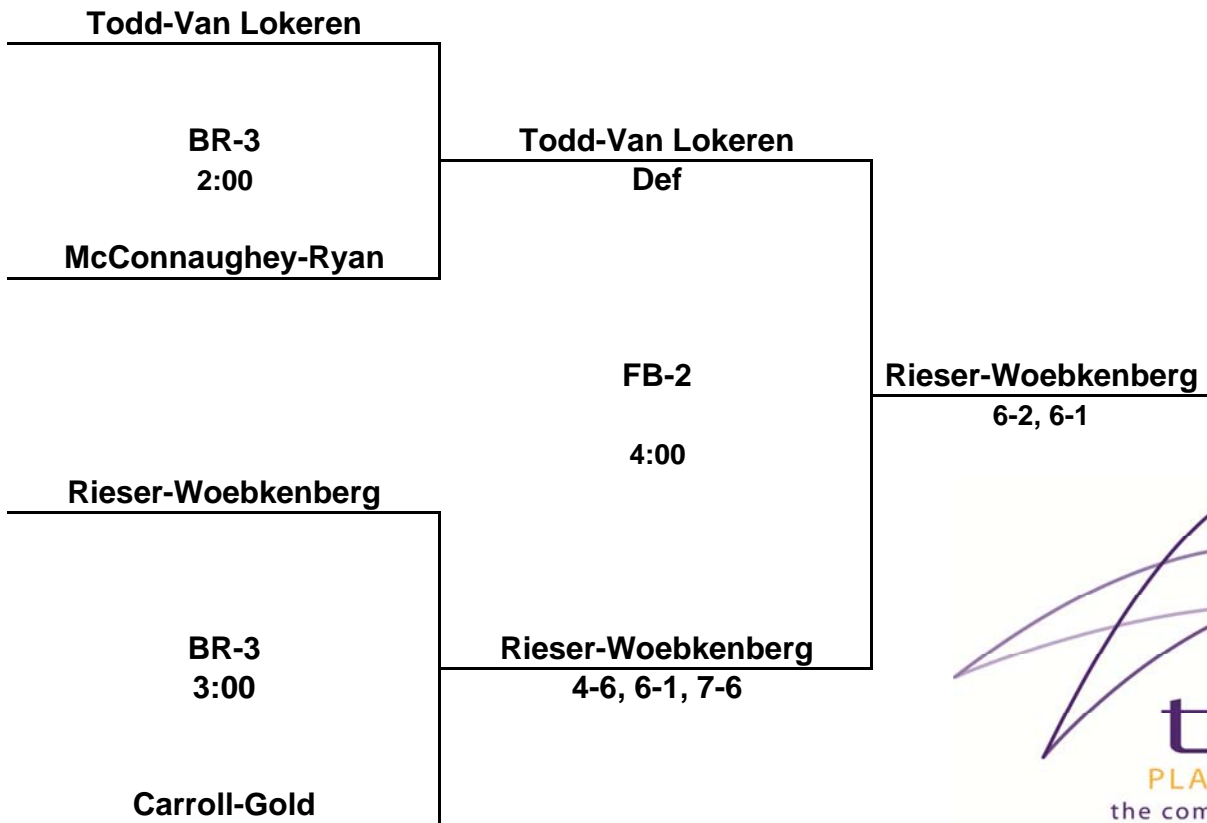 Todd-Van Lokeren
BR-3
2:00
McConnaughey-Ryan
Todd-Van Lokeren
Def
FB-2
4:00
Rieser-Woebkenberg
6-2, 6-1
Rieser-Woebkenberg
BR-3
3:00
Carroll-Gold
Rieser-Woebkenberg
4-6, 6-1, 7-6
the